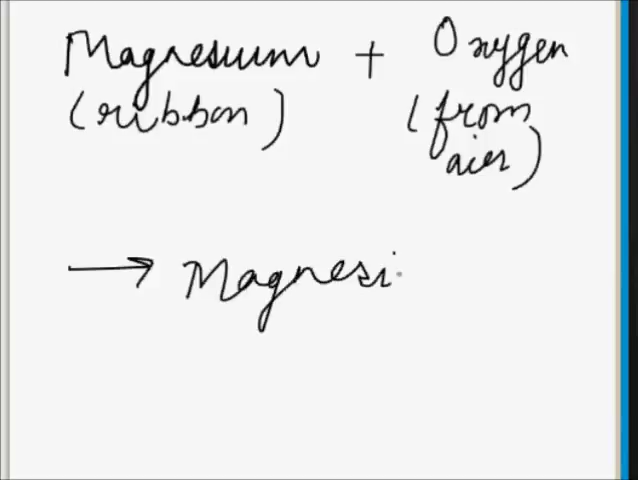 Magnesium + Oxygen
(ribbon) (from
air)
→ Magnesi